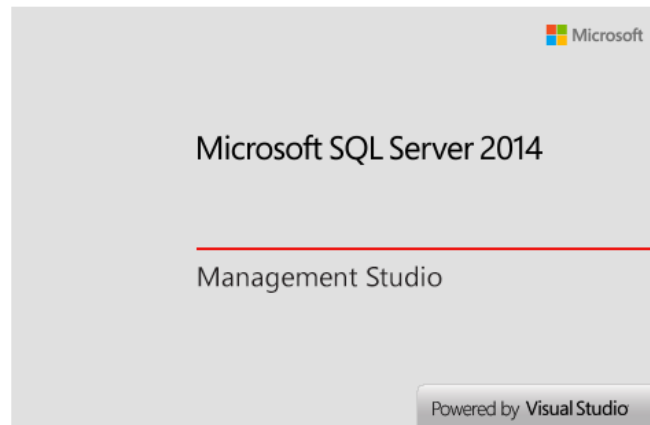 Microsoft
Microsoft SQL Server 2014
Management Studio
Powered by Visual Studio